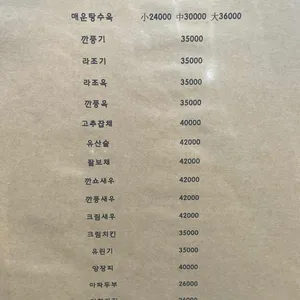 매운탕수육 小24000 中30000 大36000
깐풍기 35000
라조기 35000
라조육 35000
깐풍육 35000
고추잡채 40000
유산슬 42000
팔보채 42000
깐쇼새우 42000
깐풍새우 42000
크림새우 42000
크림치킨 35000
유린기 35000
양장피 40000
마파두부 26000